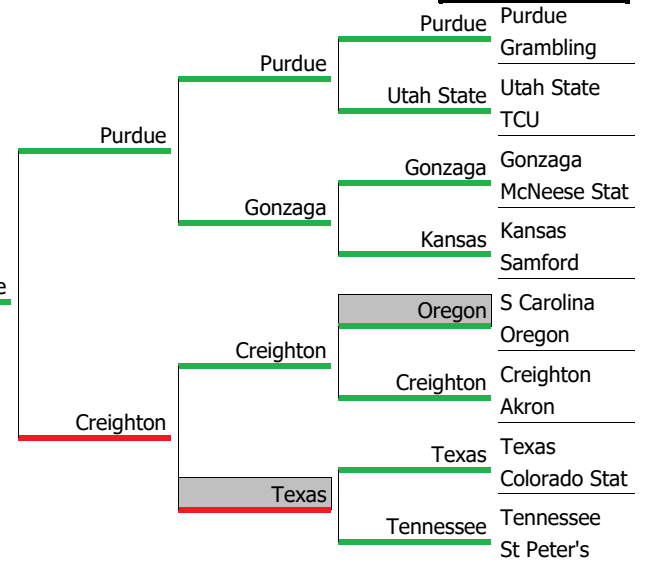 Purdue
Purdue
Grambling
Purdue
Utah State
Utah State
TCU
Purdue
Gonzaga
Gonzaga
McNeese Stat
Gonzaga
Kansas
Kansas
Samford
e
Oregon
S Carolina
Oregon
Creighton
Creighton
Creighton
Akron
Creighton
Texas
Texas
Colorado Stat
Texas
Tennessee
Tennessee
St Peter's